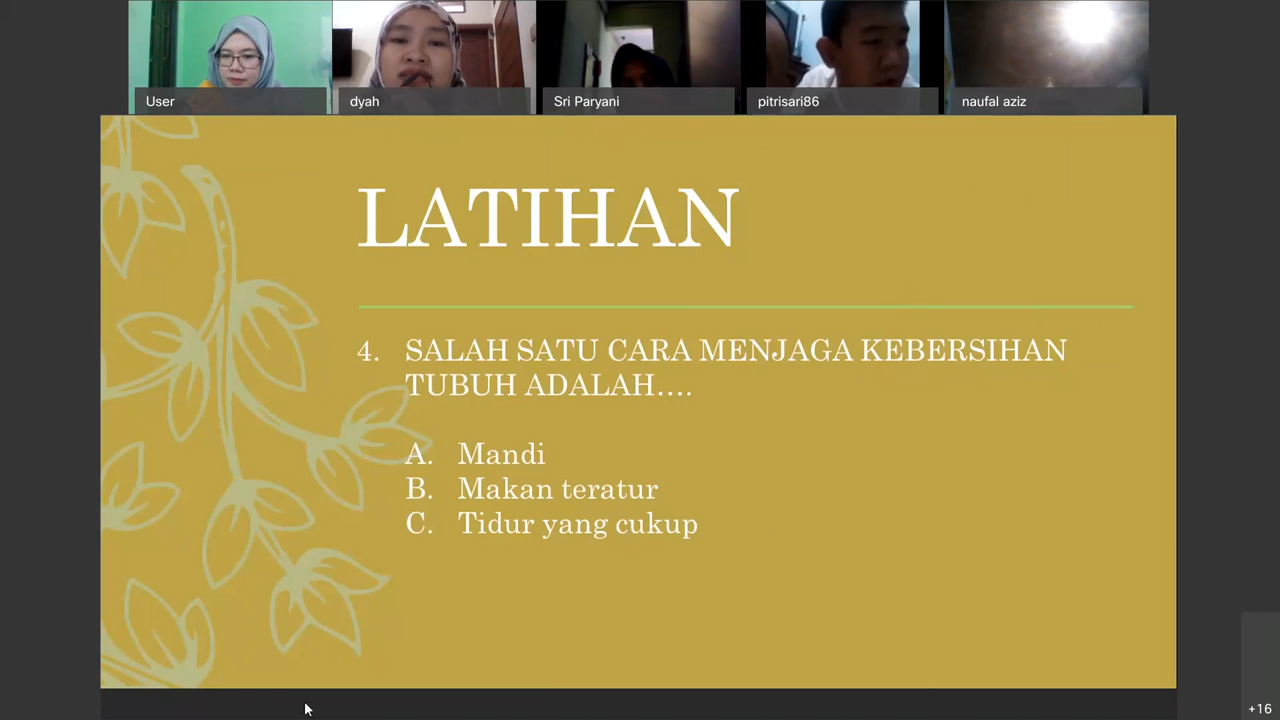 User
dyah
Sri Paryani
pitrisari86
naufal aziz
LATIHAN
4. SALAH SATU CARA MENJAGA KEBERSIHAN
TUBUH ADALAH....
A. Mandi
B. Makan teratur
C. Tidur yang cukup
+16